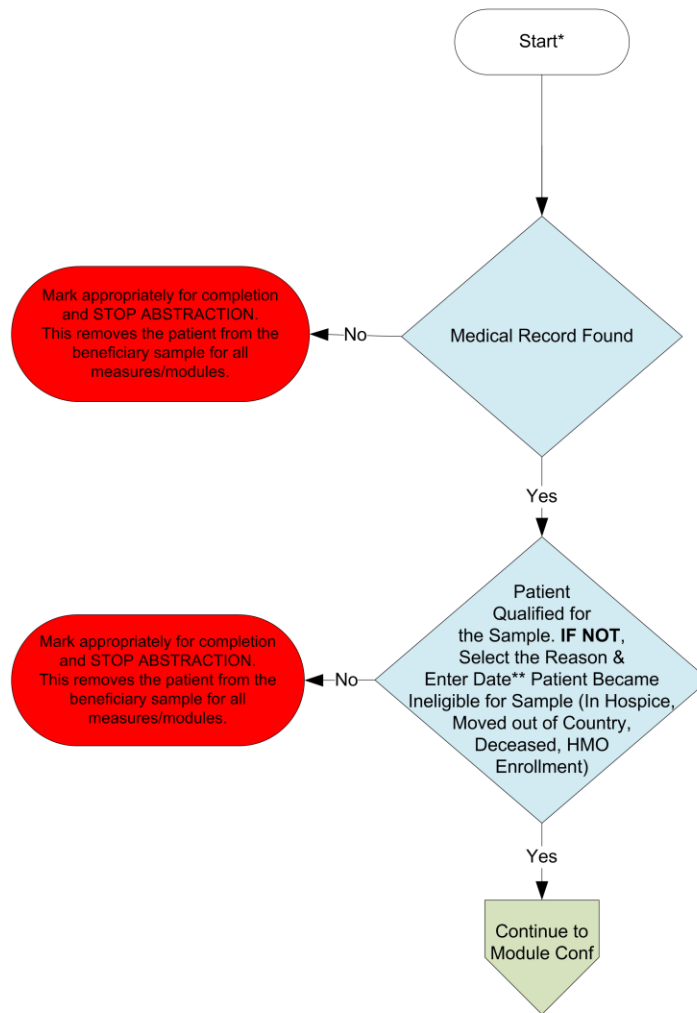 Start*
Medical Record Found
No
Mark appropriately for completion
and STOP ABSTRACTION.
This removes the patient from the
beneficiary sample for all
measures/modules.
Yes
Patient
Qualified for
the Sample. IF NOT,
Select the Reason &
Enter Date** Patient Became
Ineligible for Sample (In Hospice,
Moved out of Country,
Deceased, HMO
Enrollment)
No
Mark appropriately for completion
and STOP ABSTRACTION.
This removes the patient from the
beneficiary sample for all
measures/modules.
Yes
Continue to
Module Conf